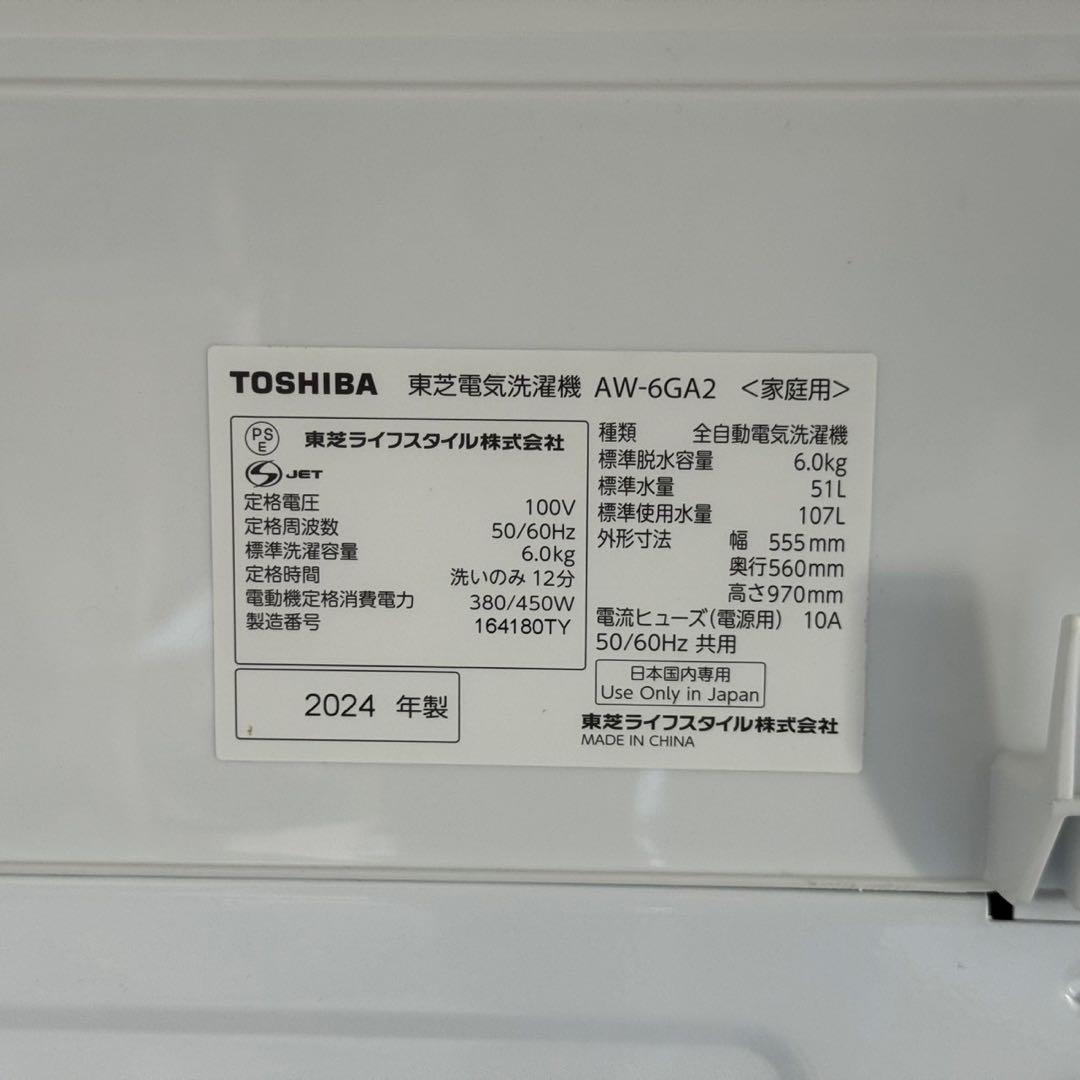 TOSHIBA 東芝電気洗濯機 AW-6GA2 <家庭用>
PS
E
東芝ライフスタイル株式会社
S JET
定格電圧 100V
定格周波数 50/60Hz
標準洗濯容量 6.0kg
定格時間 洗いのみ 12分
電動機定格消費電力 380/450W
製造番号 164180TY
2024 年製
種類 全自動電気洗濯機
標準脱水容量 6.0kg
標準水量 51L
標準使用水量 107L
外形寸法 幅 555mm
奥行560mm
高さ970mm
電流ヒューズ(電源用) 10A
50/60Hz 共用
日本国内専用
Use Only in Japan
東芝ライフスタイル株式会社
MADE IN CHINA